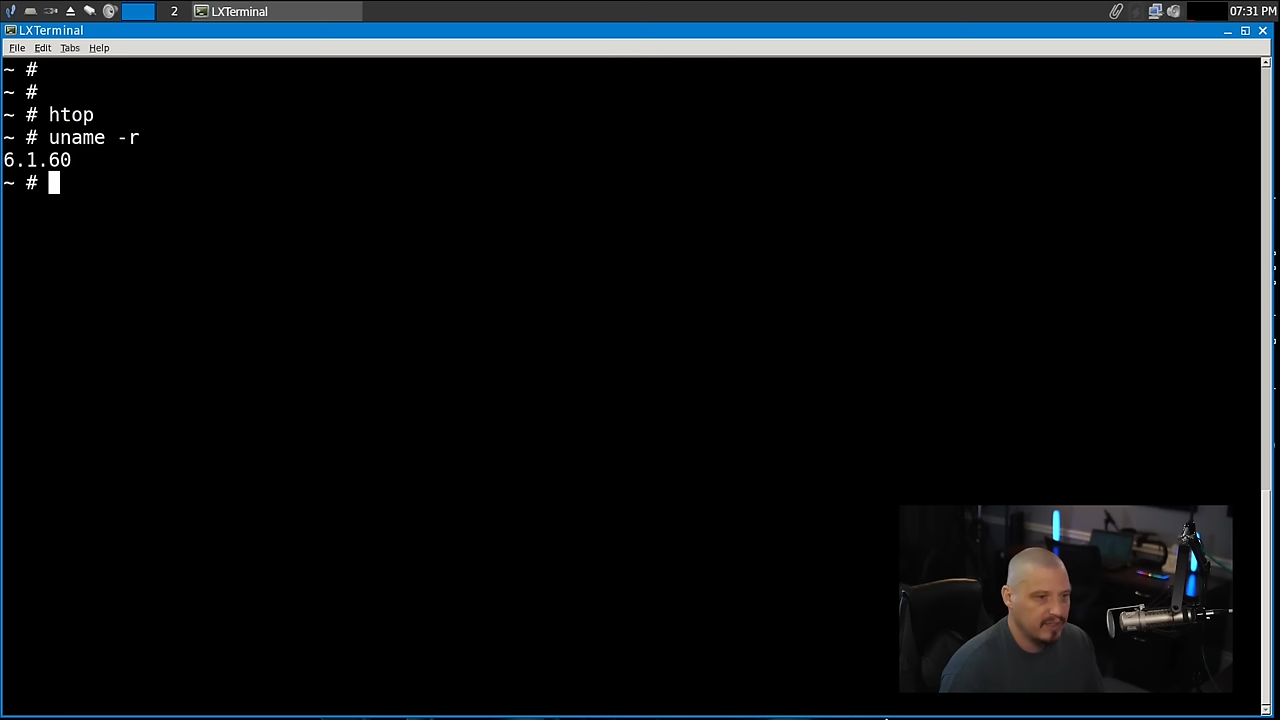 2
LXTerminal
07:31 PM
LXTerminal
File Edit Tabs Help
~ #
~ #
~ # htop
~ # uname -r
6.1.60
~ #